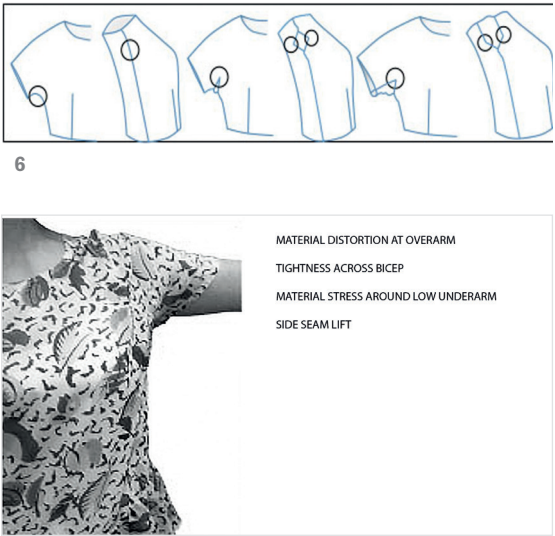 6
MATERIAL DISTORTION AT OVERARM
TIGHTNESS ACROSS BICEP
MATERIAL STRESS AROUND LOW UNDERARM
SIDE SEAM LIFT